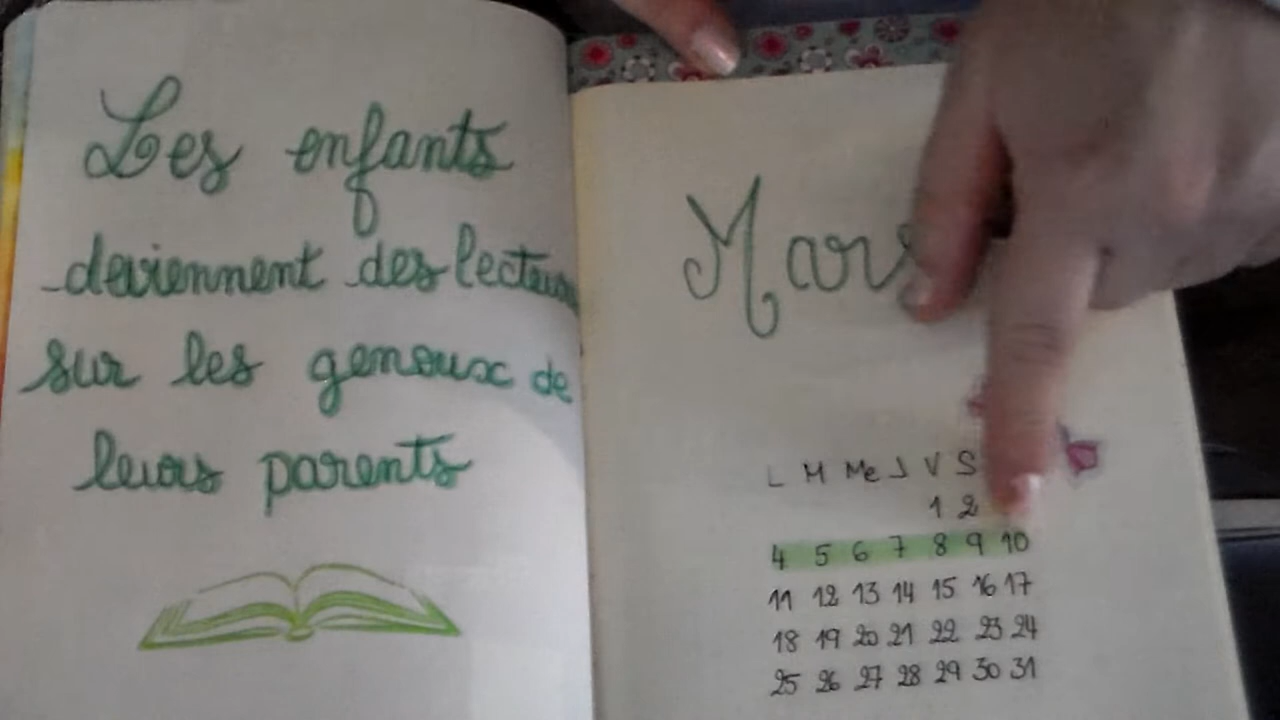 Les enfants
deviennent des lecteurs
sur les genoux de
leurs parents
Mars
L M Me J V S
1 2
4 5 6 7 8 9 10
11 12 13 14 15 16 17
18 19 20 21 22 23 24
25 26 27 28 29 30 31